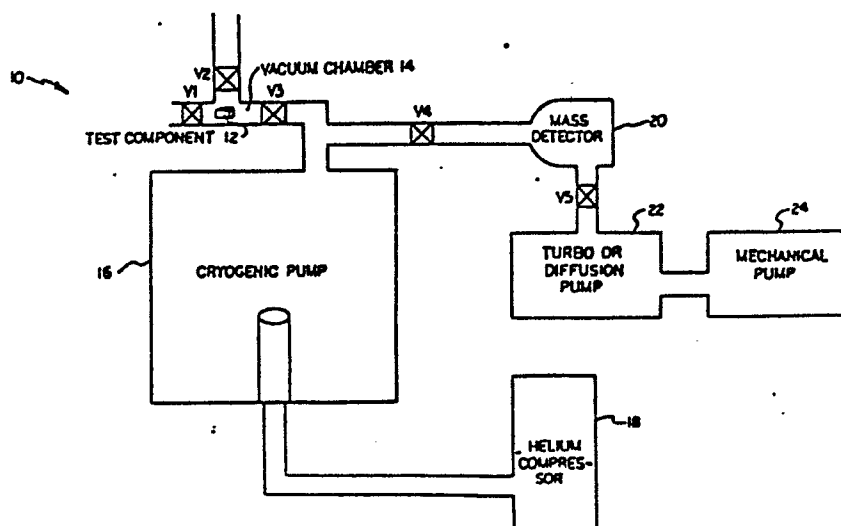 10
V2
VACUUM CHAMBER 14
V1
V3
V4
MASS
DETECTOR
20
TEST COMPONENT 12
V5
22
24
16
CRYOGENIC PUMP
TURBO OR
DIFFUSION
PUMP
MECHANICAL
PUMP
18
HELIUM
COMPRES-
SOR